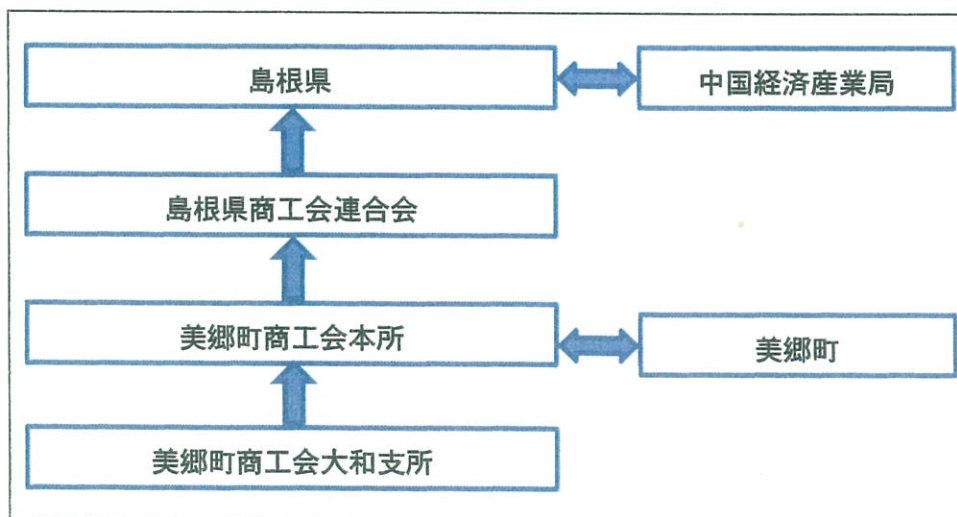 島根県
中国経済産業局
島根県商工会連合会
美郷町商工会本所
美郷町
美郷町商工会大和支所